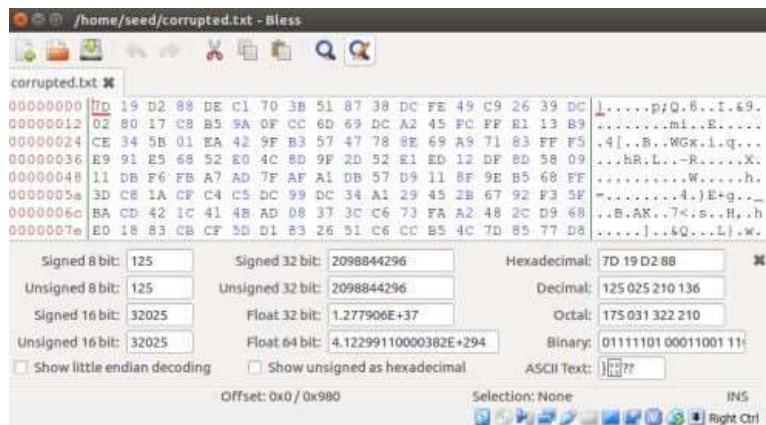 /home/seed/corrupted.txt - Bless
corrupted.txt ✖
00000000 7D 19 D2 88 DE C1 70 3B 51 87 38 DC FE 49 C9 26 39 DC }.....p;Q.8..I.&9.
00000012 02 80 17 C8 B5 9A 0F CC 6D 69 DC A2 45 FC FF E1 13 B9 ........mi..E.....
00000024 CE 34 5B 01 EA 42 9F B3 57 47 78 8E 69 A9 71 83 FF F5 .4[..B..WGx.i.q...
00000036 E9 91 E5 68 52 E0 4C 8D 9F 2D 52 E1 ED 12 DF 8D 58 09 ...hR.L..-R.....X.
00000048 11 DB F6 FB A7 AD 7F AF A1 DB 57 D9 11 8F 9E B5 68 FF ..........W.....h.
0000005a 3D C8 1A CF C4 C5 DC 99 DC 34 A1 29 45 2B 67 92 F3 5F =........4.)E+g.._
0000006c BA CD 42 1C 41 4B AD 08 37 3C C6 73 FA A2 48 2C D9 68 ..B.AK..7<.s..H,.h
0000007e E0 18 83 CB CF 5D D1 83 26 51 C6 CC B5 4C 7D 85 77 D8 .....]..&Q...L}.w.
Signed 8 bit: 125 Signed 32 bit: 2098844296 Hexadecimal: 7D 19 D2 88
Unsigned 8 bit: 125 Unsigned 32 bit: 2098844296 Decimal: 125 025 210 136
Signed 16 bit: 32025 Float 32 bit: 1.277906E+37 Octal: 175 031 322 210
Unsigned 16 bit: 32025 Float 64 bit: 4.12299110000382E+294 Binary: 01111101 00011001 11
Show little endian decoding Show unsigned as hexadecimal ASCII Text: }??
Offset: 0x0 / 0x980 Selection: None INS
Right Ctrl